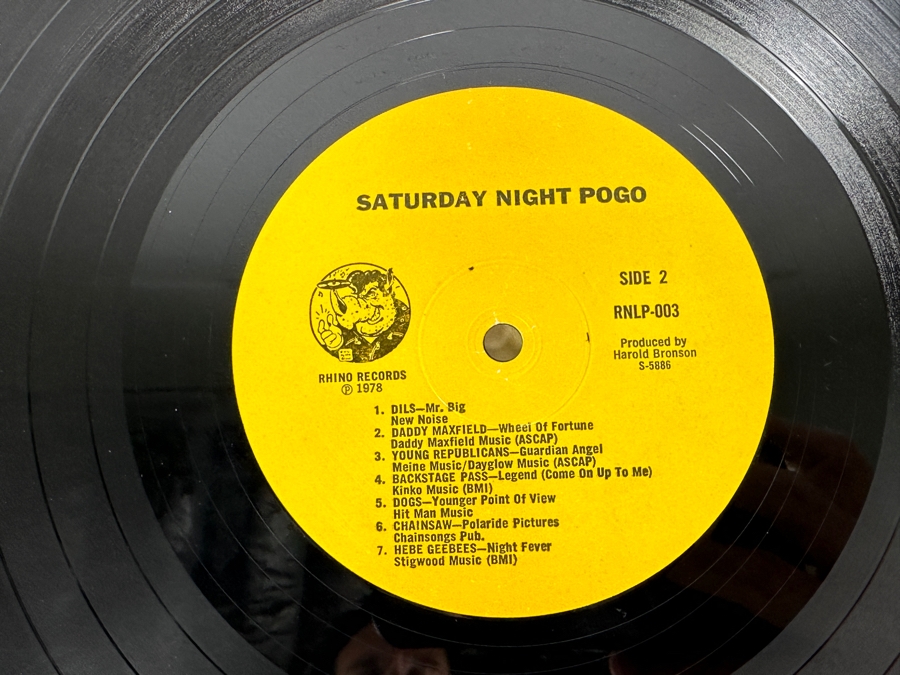 SATURDAY NIGHT POGO
SIDE 2
RNLP-003
Produced by
Harold Bronson
S-5886
RHINO RECORDS
℗ 1978
1. DILS—Mr. Big
New Noise
2. DADDY MAXFIELD—Wheel Of Fortune
Daddy Maxfield Music (ASCAP)
3. YOUNG REPUBLICANS—Guardian Angel
Meine Music/Dayglow Music (ASCAP)
4. BACKSTAGE PASS—Legend (Come On Up To Me)
Kinko Music (BMI)
5. DOGS—Younger Point Of View
Hit Man Music
6. CHAINSAW—Polaride Pictures
Chainsongs Pub.
7. HEBE GEEBEES—Night Fever
Stigwood Music (BMI)